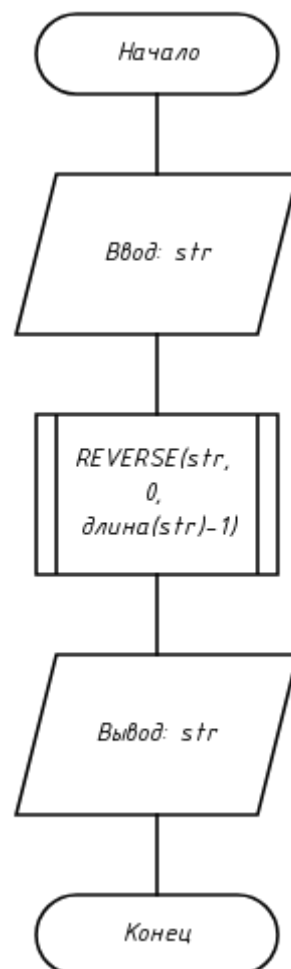 Начало
Ввод: str
REVERSE(str,
0,
длина(str)-1)
Вывод: str
Конец